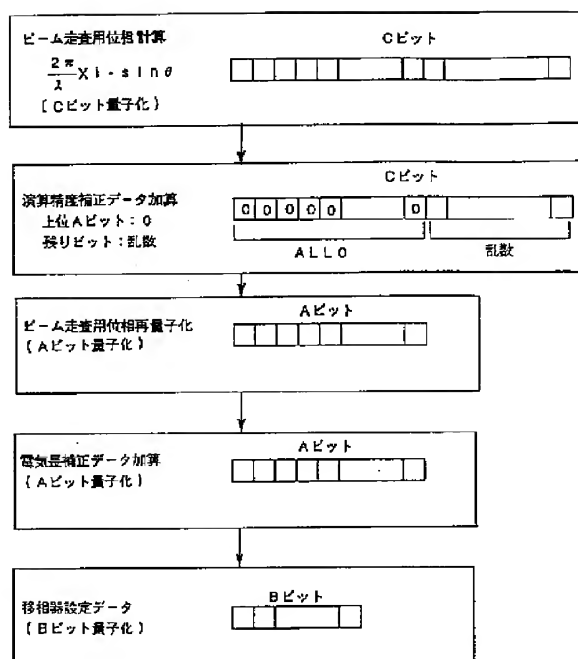 ビーム走査用位相計算
Cビット
2π/λ Xi・sinθ
(Cビット量子化)
Cビット
演算精度補正データ加算
上位Aビット：0
残りビット：乱数
0 0 0 0 0 0
ALL0 乱数
Aビット
ビーム走査用位相再量子化
(Aビット量子化)
Aビット
電気長補正データ加算
(Aビット量子化)
Bビット
移相器設定データ
(Bビット量子化)